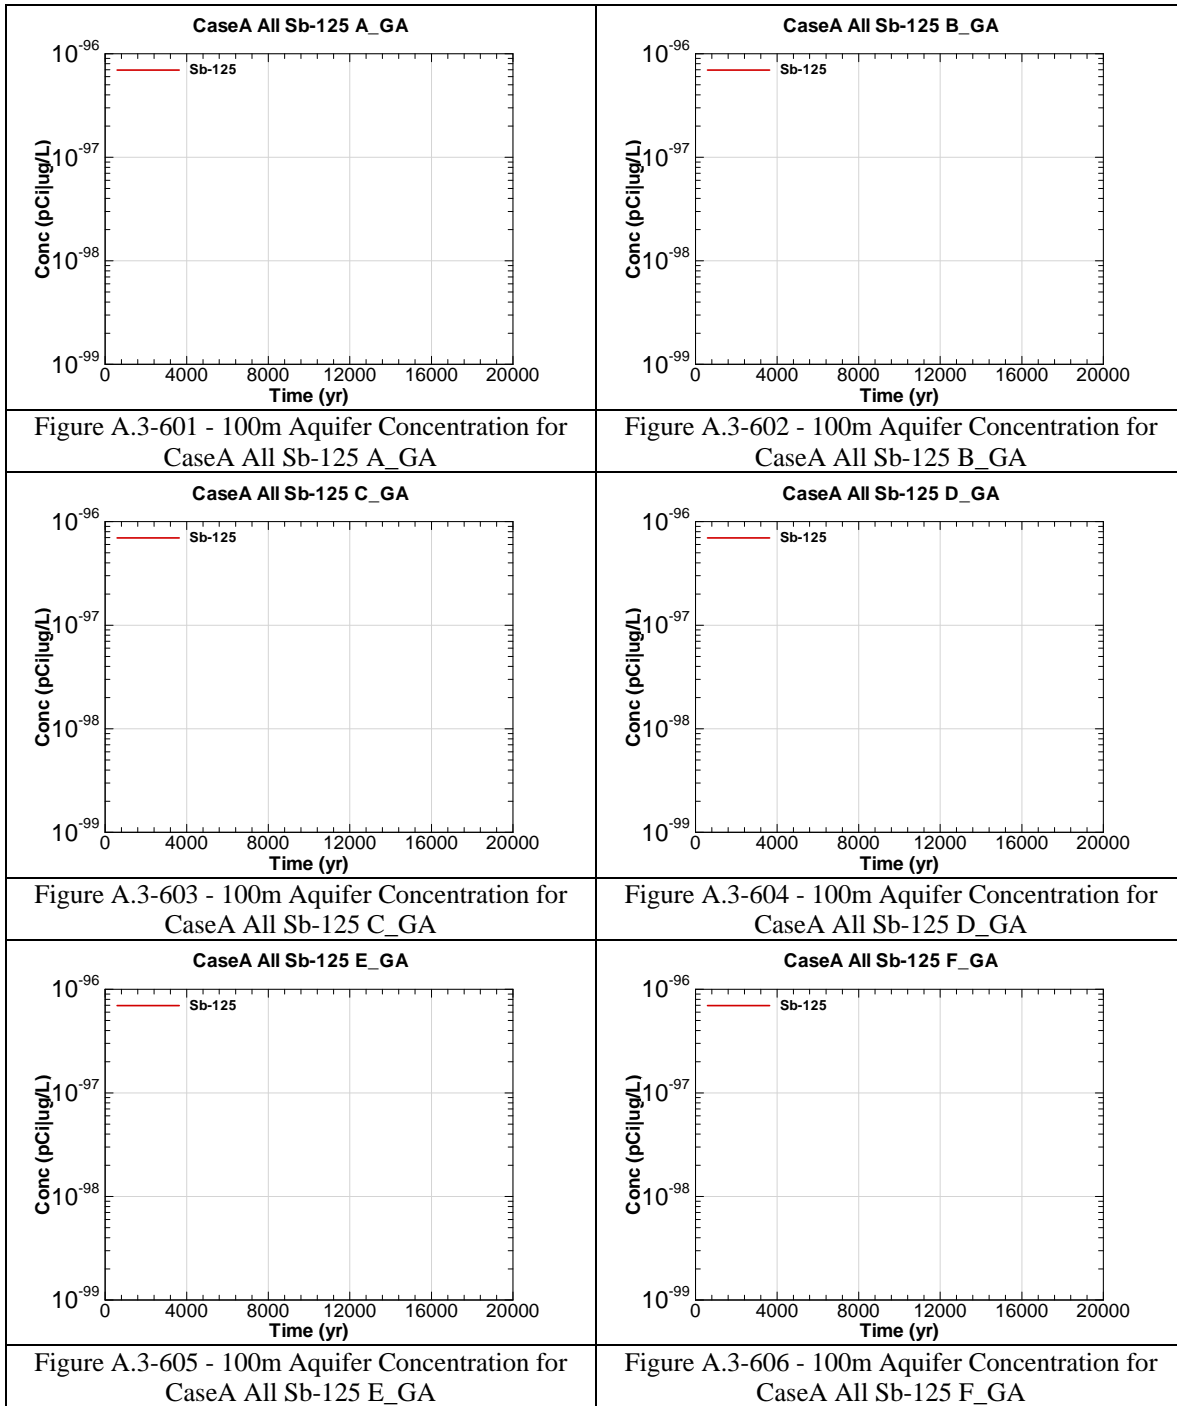 CaseA All Sb-125 A_GA
Sb-125
10^-96
10^-97
10^-98
10^-99
Conc (pCi|ug/L)
0 4000 8000 12000 16000 20000
Time (yr)
Figure A.3-601 - 100m Aquifer Concentration for
CaseA All Sb-125 A_GA
CaseA All Sb-125 B_GA
Sb-125
10^-96
10^-97
10^-98
10^-99
Conc (pCi|ug/L)
0 4000 8000 12000 16000 20000
Time (yr)
Figure A.3-602 - 100m Aquifer Concentration for
CaseA All Sb-125 B_GA
CaseA All Sb-125 C_GA
Sb-125
10^-96
10^-97
10^-98
10^-99
Conc (pCi|ug/L)
0 4000 8000 12000 16000 20000
Time (yr)
Figure A.3-603 - 100m Aquifer Concentration for
CaseA All Sb-125 C_GA
CaseA All Sb-125 D_GA
Sb-125
10^-96
10^-97
10^-98
10^-99
Conc (pCi|ug/L)
0 4000 8000 12000 16000 20000
Time (yr)
Figure A.3-604 - 100m Aquifer Concentration for
CaseA All Sb-125 D_GA
CaseA All Sb-125 E_GA
Sb-125
10^-96
10^-97
10^-98
10^-99
Conc (pCi|ug/L)
0 4000 8000 12000 16000 20000
Time (yr)
Figure A.3-605 - 100m Aquifer Concentration for
CaseA All Sb-125 E_GA
CaseA All Sb-125 F_GA
Sb-125
10^-96
10^-97
10^-98
10^-99
Conc (pCi|ug/L)
0 4000 8000 12000 16000 20000
Time (yr)
Figure A.3-606 - 100m Aquifer Concentration for
CaseA All Sb-125 F_GA